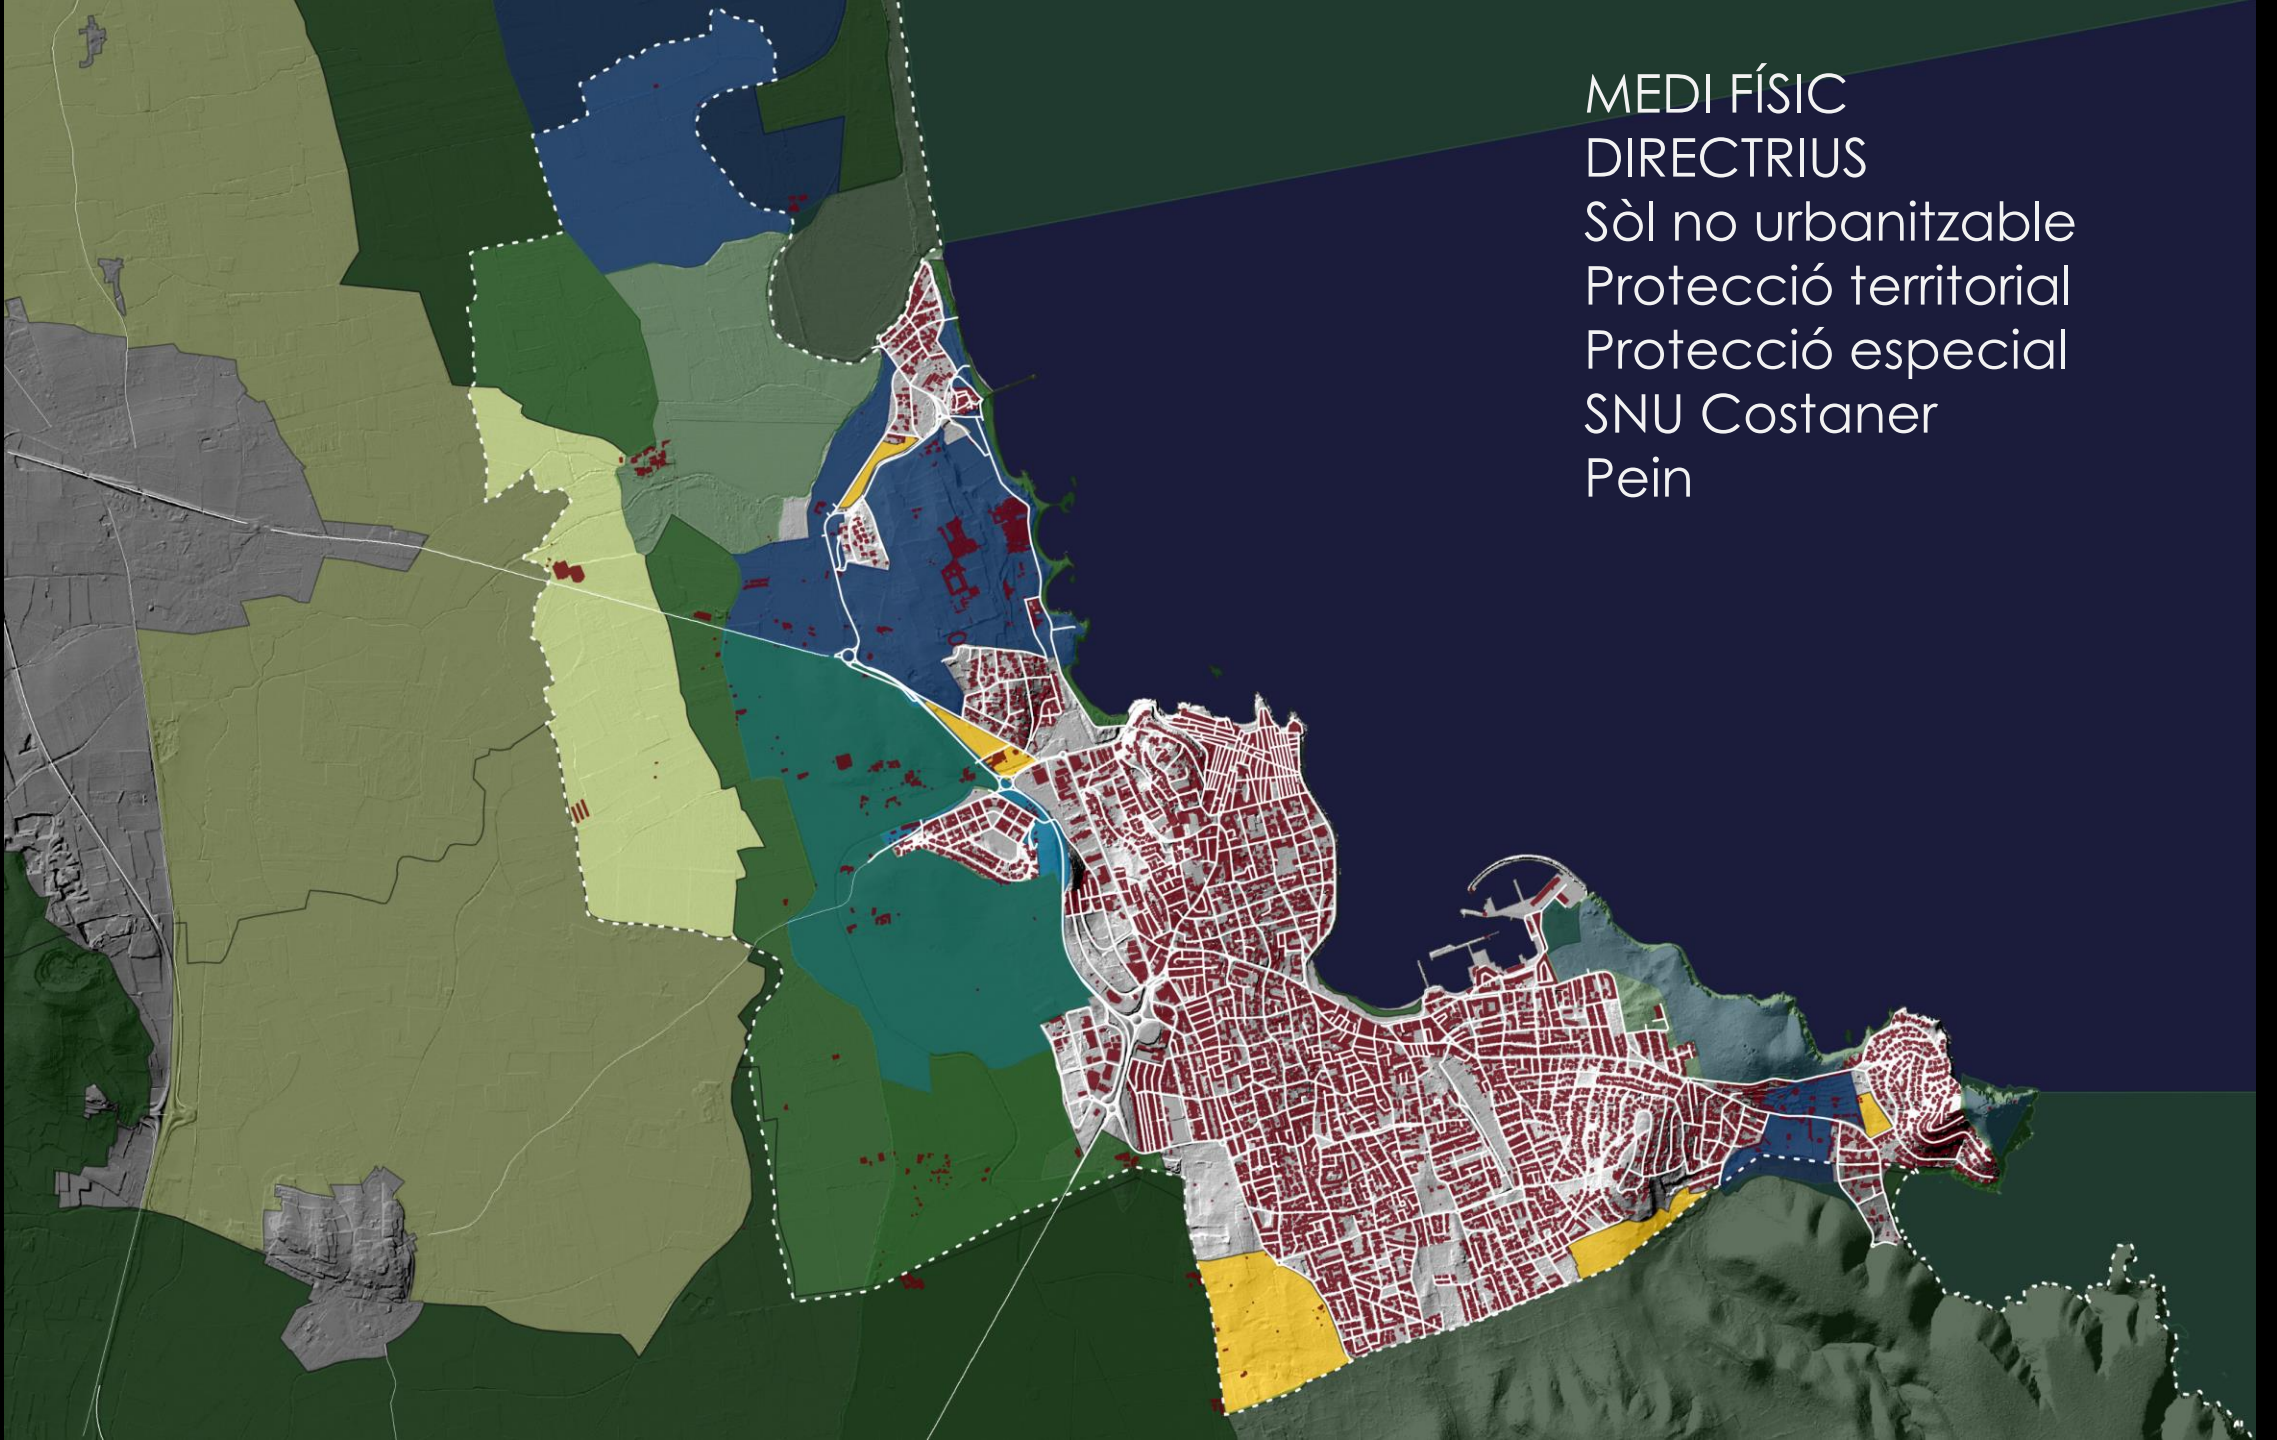 MEDI FÍSIC
DIRECTRIUS
Sòl no urbanitzable
Protecció territorial
Protecció especial
SNU Costaner
Pein